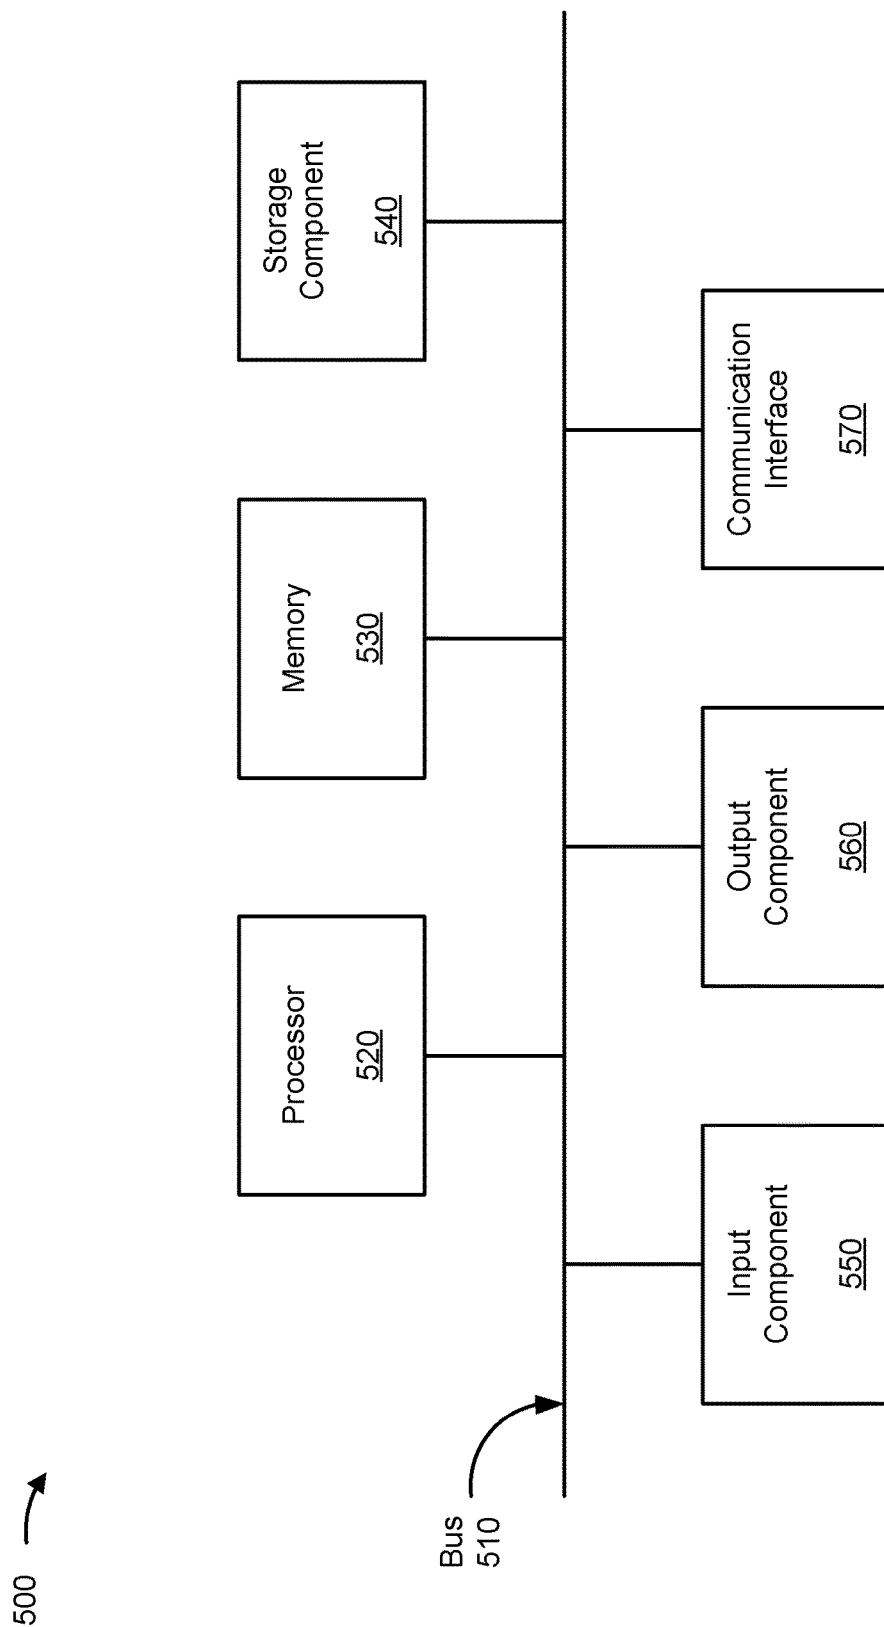 500
Processor
520
Memory
530
Storage
Component
540
Bus
510
Input
Component
550
Output
Component
560
Communication
Interface
570